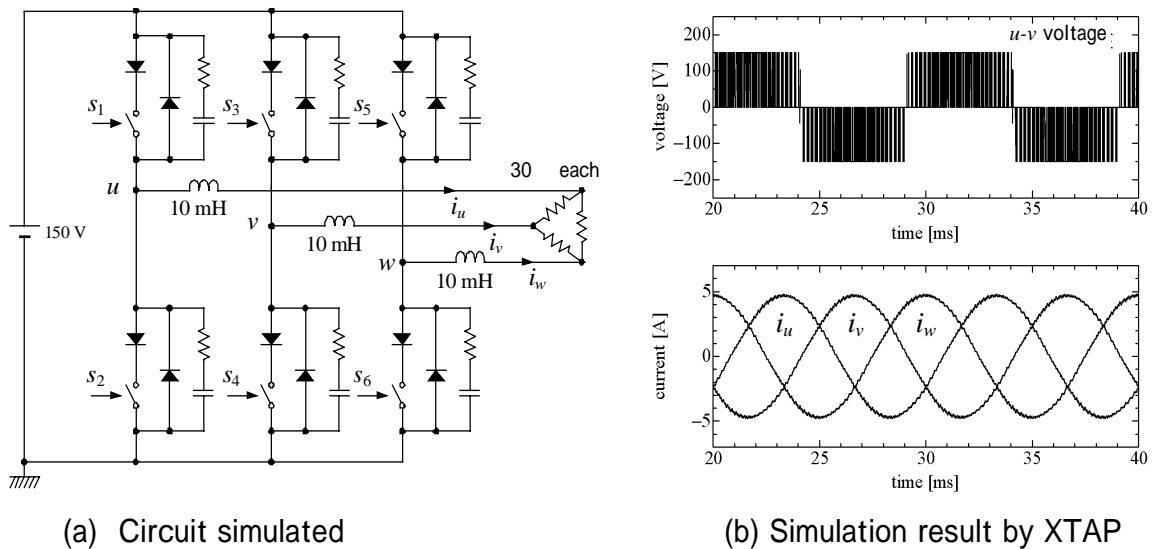 s1
s3
s5
30 each
u
10 mH
iu
v
10 mH
iv
w
10 mH
iw
150 V
s2
s4
s6
(a) Circuit simulated
u-v voltage
200
100
0
−100
−200
voltage [V]
20 25 30 35 40
time [ms]
5
0
−5
current [A]
iu iv iw
20 25 30 35 40
time [ms]
(b) Simulation result by XTAP